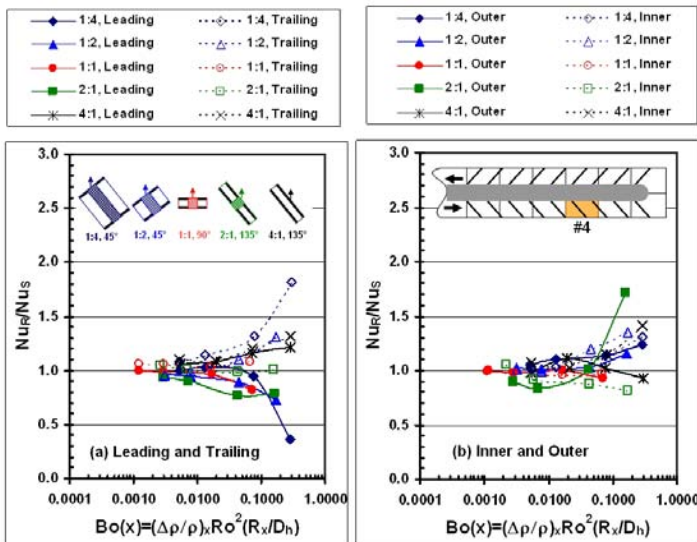 1:4, Leading 1:4, Trailing
1:2, Leading 1:2, Trailing
1:1, Leading 1:1, Trailing
2:1, Leading 2:1, Trailing
4:1, Leading 4:1, Trailing
1:4, Outer 1:4, Inner
1:2, Outer 1:2, Inner
1:1, Outer 1:1, Inner
2:1, Outer 2:1, Inner
4:1, Outer 4:1, Inner
Nu_R/Nu_S
3.0
2.5
2.0
1.5
1.0
0.5
0.0
1:4, 45° 1:2, 45° 1:1, 90° 2:1, 135° 4:1, 135°
(a) Leading and Trailing
0.0001 0.0010 0.0100 0.1000 1.0000
Bo(x)=(Δρ/ρ)ₓRo²(Rₓ/D_h)
Nu_R/Nu_S
3.0
2.5
2.0
1.5
1.0
0.5
0.0
#4
(b) Inner and Outer
0.0001 0.0010 0.0100 0.1000 1.0000
Bo(x)=(Δρ/ρ)ₓRo²(Rₓ/D_h)